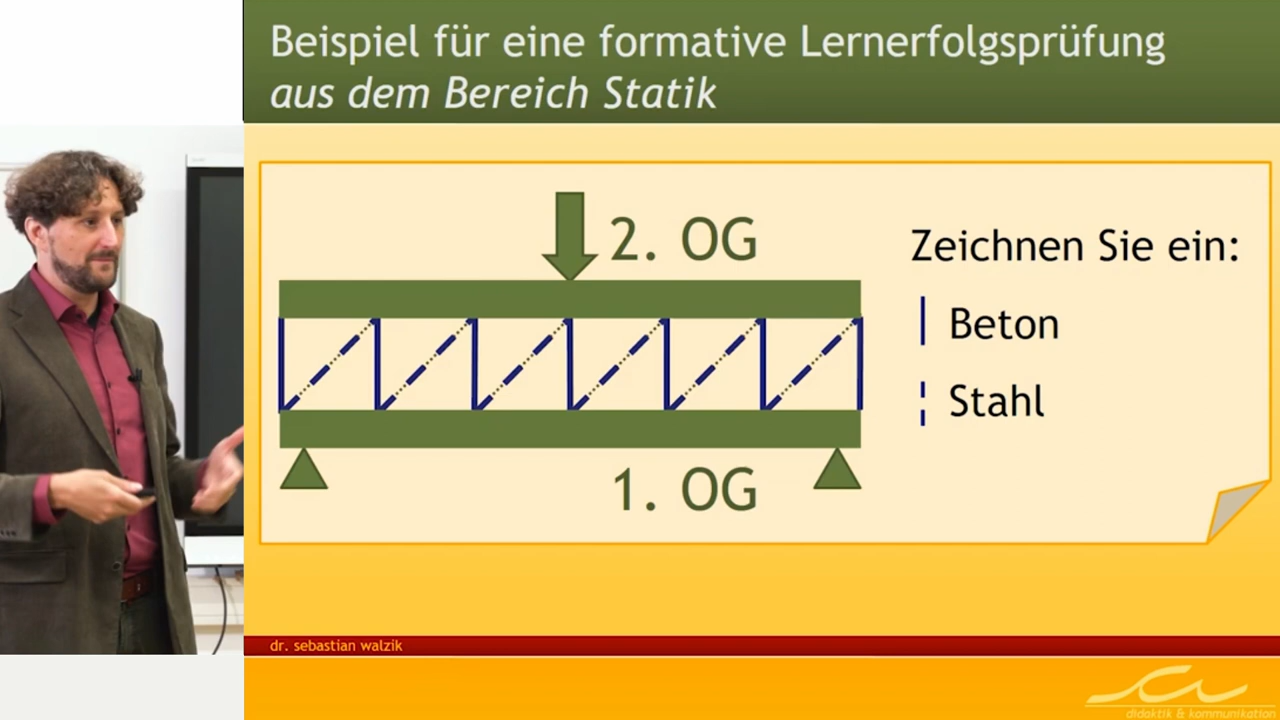 Beispiel für eine formative Lernerfolgsprüfung
aus dem Bereich Statik
2. OG
Zeichnen Sie ein:
Beton
Stahl
1. OG
dr. sebastian walzik
didaktik & kommunikation